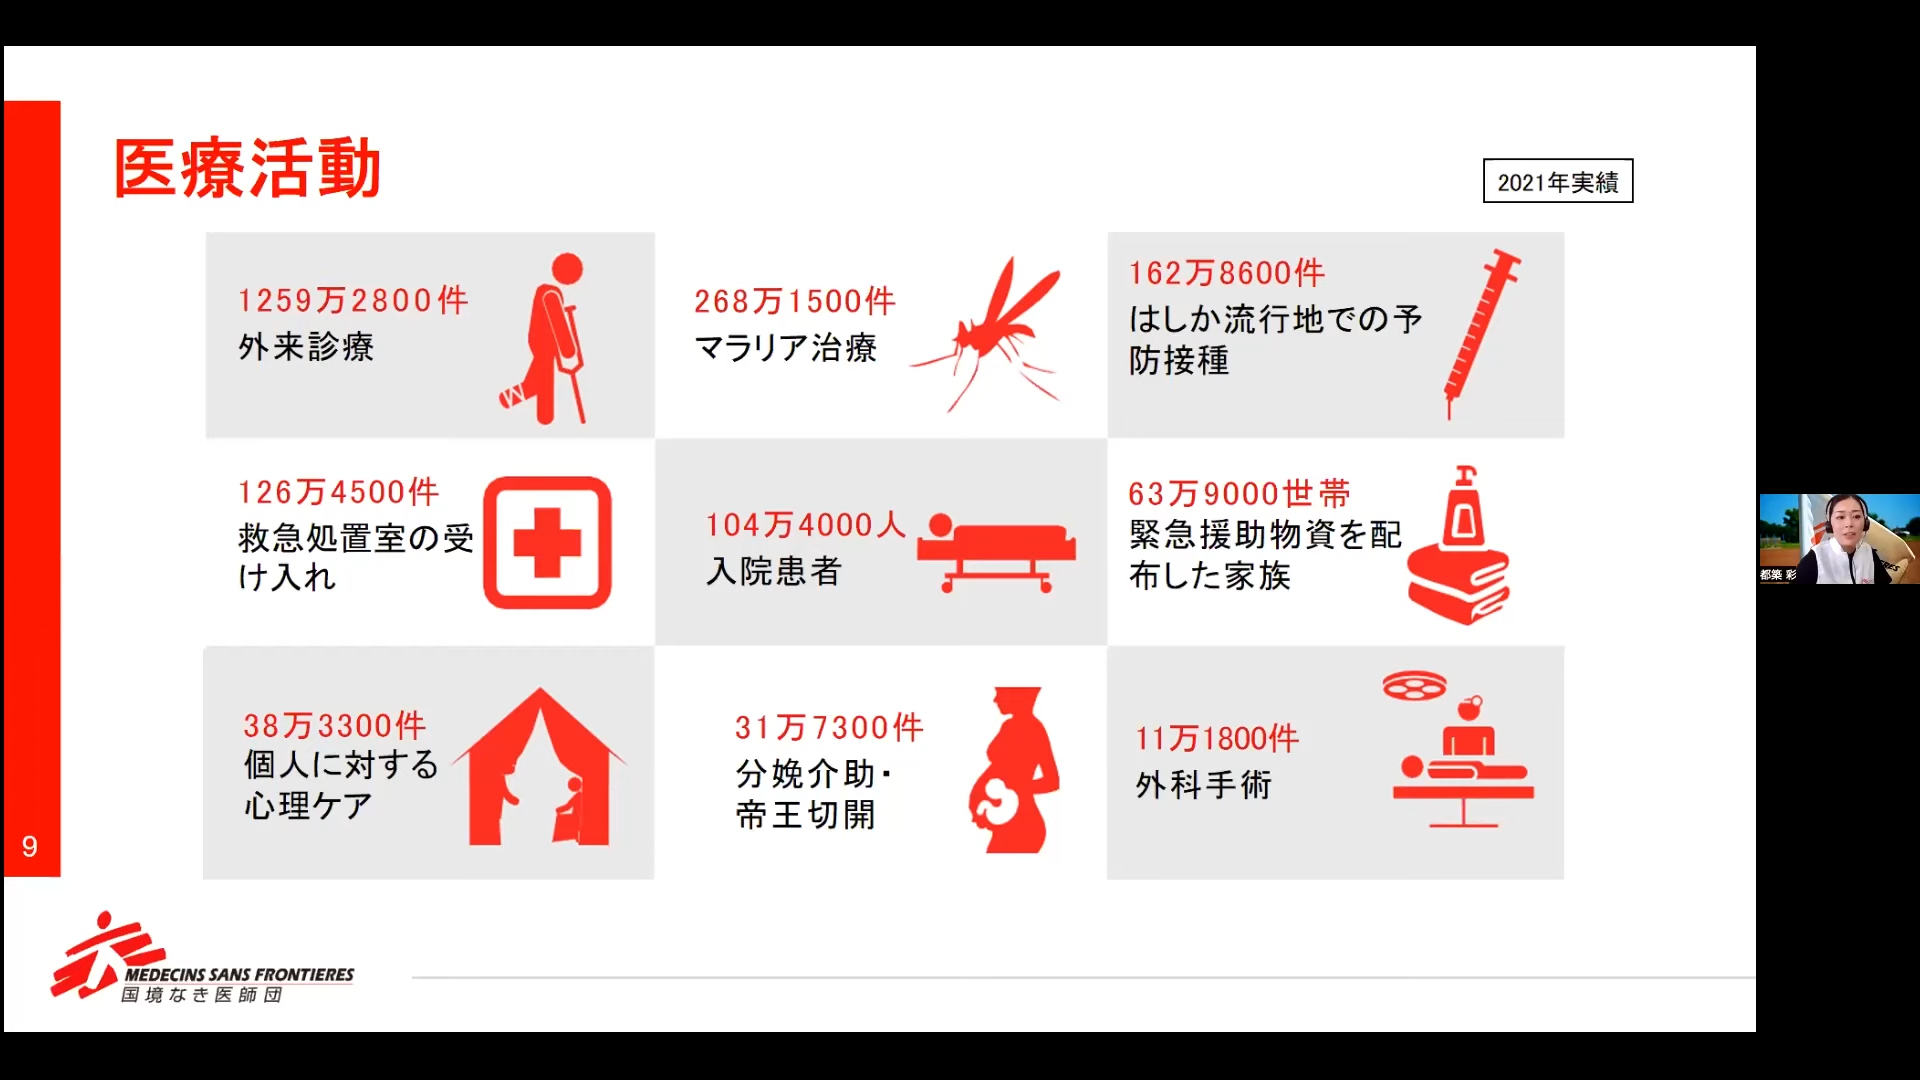 医療活動
2021年実績
1259万2800件
外来診療
268万1500件
マラリア治療
162万8600件
はしか流行地での予
防接種
126万4500件
救急処置室の受
け入れ
104万4000人
入院患者
63万9000世帯
緊急援助物資を配
布した家族
38万3300件
個人に対する
心理ケア
31万7300件
分娩介助・
帝王切開
11万1800件
外科手術
9
MEDECINS SANS FRONTIERES
国境なき医師団
都築 彩